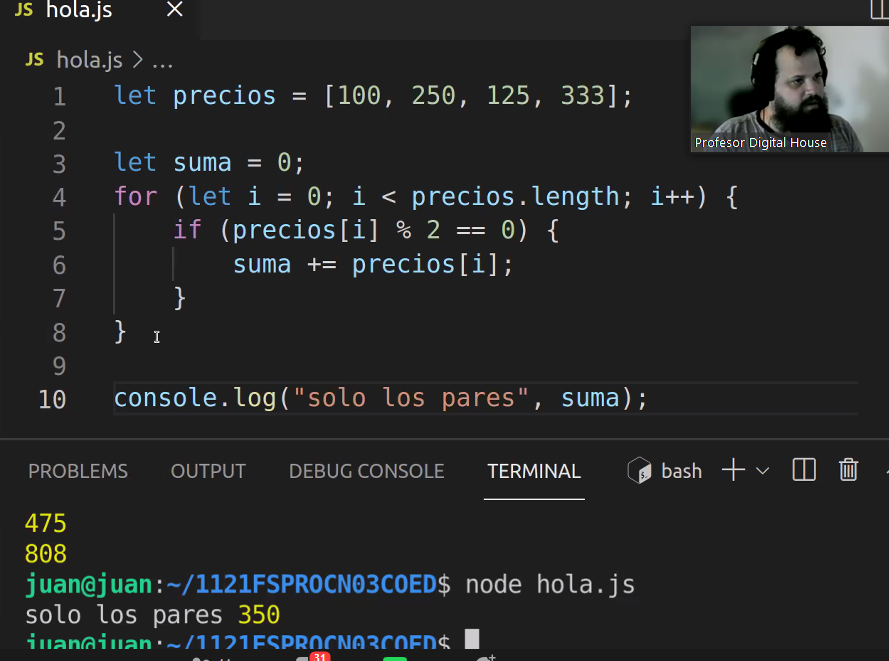 JS hola.js
JS hola.js > ...
Profesor Digital House
1 let precios = [100, 250, 125, 333];
2
3 let suma = 0;
4 for (let i = 0; i < precios.length; i++) {
5 if (precios[i] % 2 == 0) {
6 suma += precios[i];
7 }
8 }
9
10 console.log("solo los pares", suma);
PROBLEMS OUTPUT DEBUG CONSOLE TERMINAL bash
475
808
juan@juan:~/1121FSPROCN03COED$ node hola.js
solo los pares 350
juan@juan:~/1121FSPROCN03COED$
31